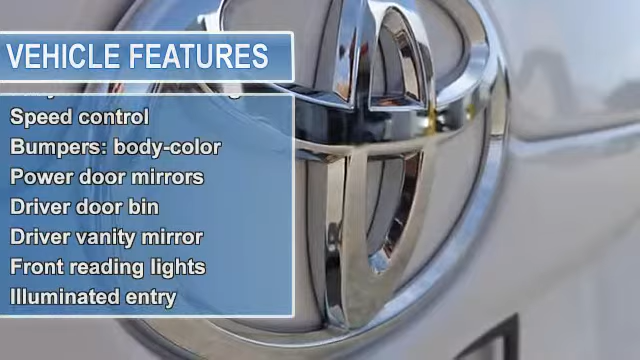 VEHICLE FEATURES
Speed control
Bumpers: body-color
Power door mirrors
Driver door bin
Driver vanity mirror
Front reading lights
Illuminated entry